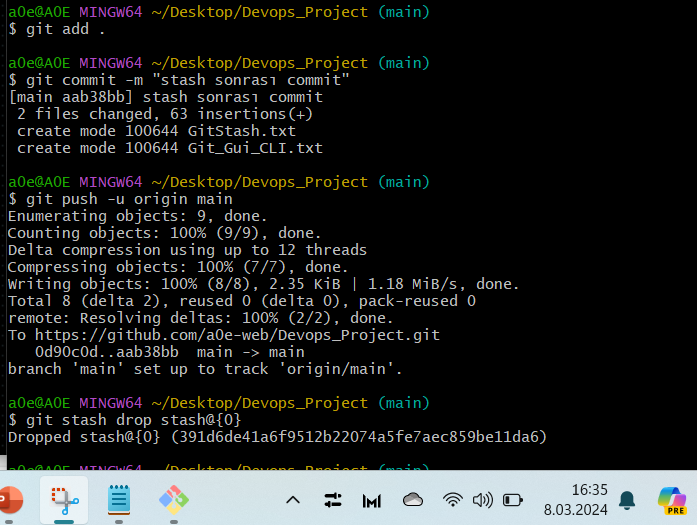 a0e@A0E MINGW64 ~/Desktop/Devops_Project (main)
$ git add .
a0e@A0E MINGW64 ~/Desktop/Devops_Project (main)
$ git commit -m "stash sonrası commit"
[main aab38bb] stash sonrası commit
 2 files changed, 63 insertions(+)
 create mode 100644 GitStash.txt
 create mode 100644 Git_Gui_CLI.txt
a0e@A0E MINGW64 ~/Desktop/Devops_Project (main)
$ git push -u origin main
Enumerating objects: 9, done.
Counting objects: 100% (9/9), done.
Delta compression using up to 12 threads
Compressing objects: 100% (7/7), done.
Writing objects: 100% (8/8), 2.35 KiB | 1.18 MiB/s, done.
Total 8 (delta 2), reused 0 (delta 0), pack-reused 0
remote: Resolving deltas: 100% (2/2), done.
To https://github.com/a0e-web/Devops_Project.git
   0d90c0d..aab38bb  main -> main
branch 'main' set up to track 'origin/main'.
a0e@A0E MINGW64 ~/Desktop/Devops_Project (main)
$ git stash drop stash@{0}
Dropped stash@{0} (391d6de41a6f9512b22074a5fe7aec859be11da6)
a0e@A0E MINGW64 ~/Desktop/Devops_Project (main)
16:35
8.03.2024
PRE